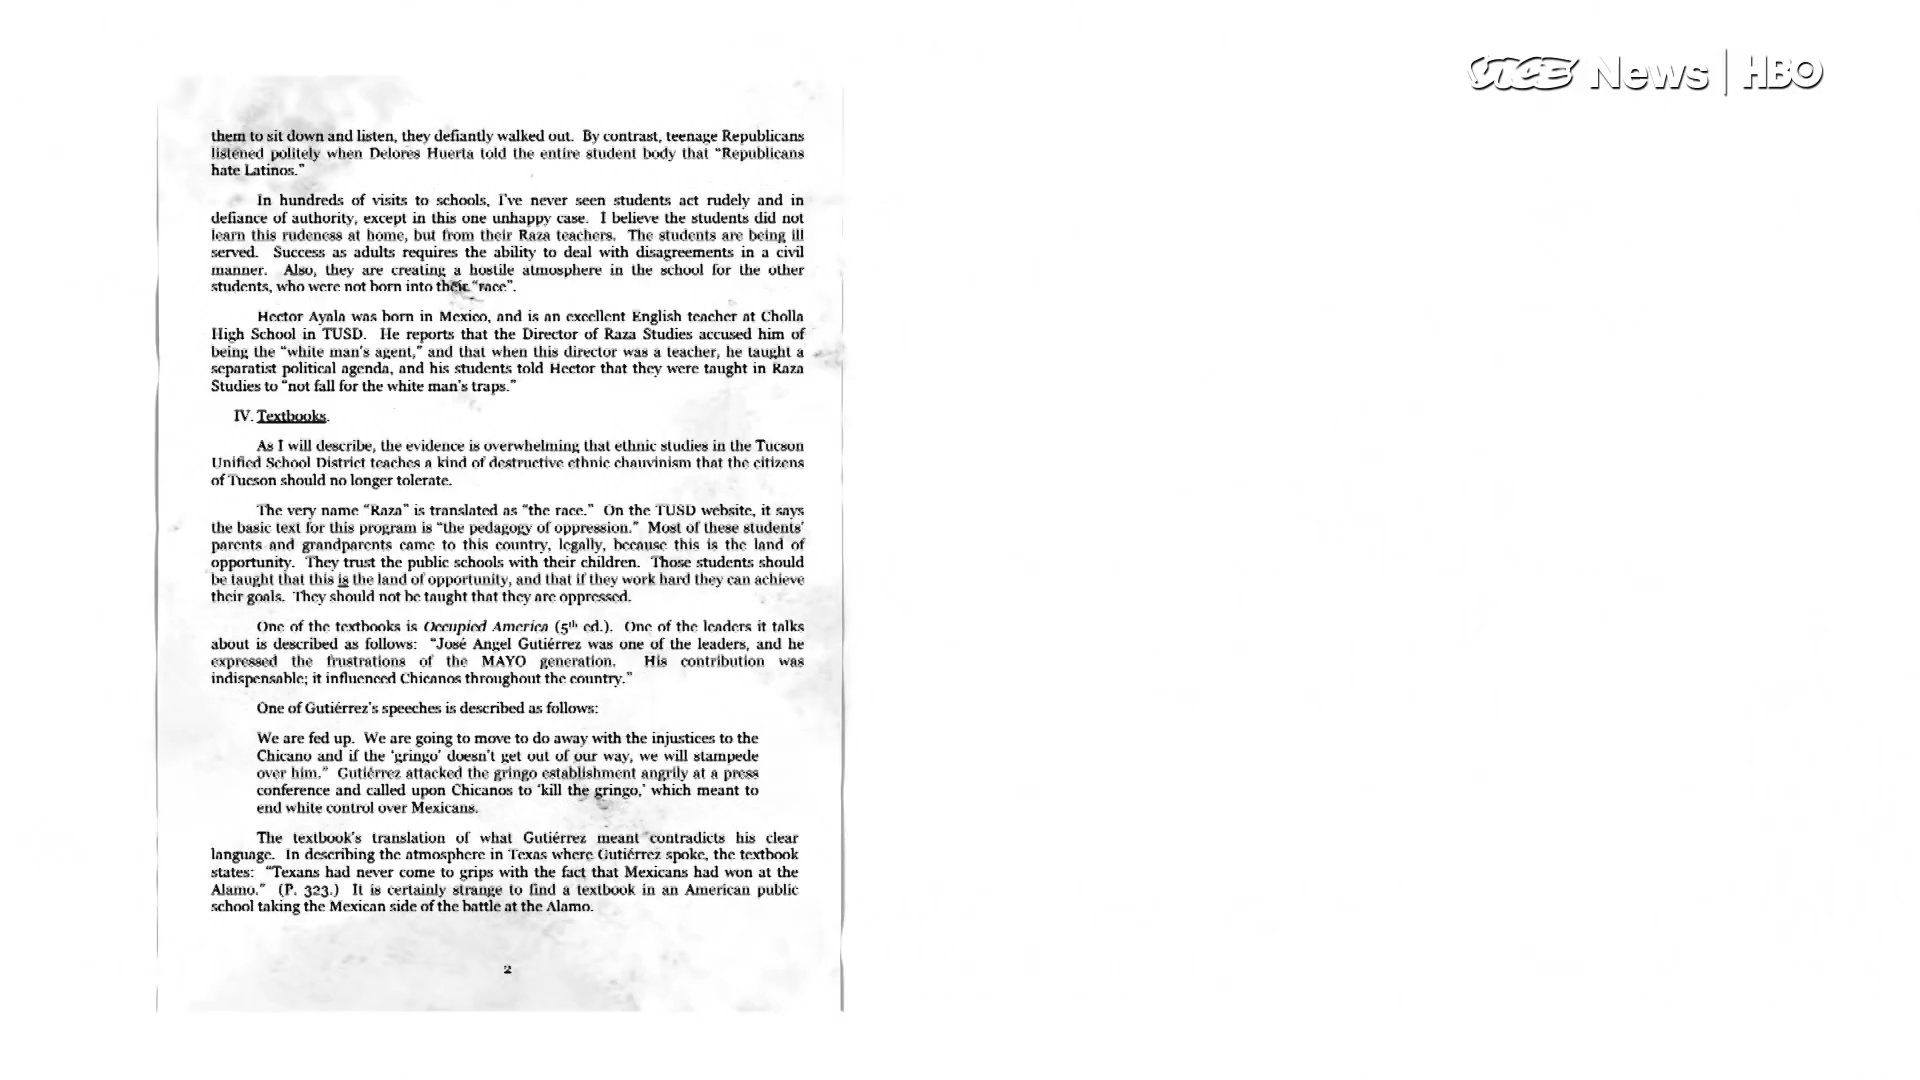 VICE News | HBO
them to sit down and listen, they defiantly walked out. By contrast, teenage Republicans
listened politely when Delores Huerta told the entire student body that “Republicans
hate Latinos.”
In hundreds of visits to schools, I’ve never seen students act rudely and in
defiance of authority, except in this one unhappy case. I believe the students did not
learn this rudeness at home, but from their Raza teachers. The students are being ill
served. Success as adults requires the ability to deal with disagreements in a civil
manner. Also, they are creating a hostile atmosphere in the school for the other
students, who were not born into their “race”.
Hector Ayala was born in Mexico, and is an excellent English teacher at Cholla
High School in TUSD. He reports that the Director of Raza Studies accused him of
being the “white man’s agent,” and that when this director was a teacher, he taught a
separatist political agenda, and his students told Hector that they were taught in Raza
Studies to “not fall for the white man’s traps.”
IV. Textbooks.
As I will describe, the evidence is overwhelming that ethnic studies in the Tucson
Unified School District teaches a kind of destructive ethnic chauvinism that the citizens
of Tucson should no longer tolerate.
The very name “Raza” is translated as “the race.” On the TUSD website, it says
the basic text for this program is “the pedagogy of oppression.” Most of these students’
parents and grandparents came to this country, legally, because this is the land of
opportunity. They trust the public schools with their children. Those students should
be taught that this is the land of opportunity, and that if they work hard they can achieve
their goals. They should not be taught that they are oppressed.
One of the textbooks is Occupied America (5th ed.). One of the leaders it talks
about is described as follows: “José Angel Gutiérrez was one of the leaders, and he
expressed the frustrations of the MAYO generation. His contribution was
indispensable; it influenced Chicanos throughout the country.”
One of Gutiérrez’s speeches is described as follows:
We are fed up. We are going to move to do away with the injustices to the
Chicano and if the ‘gringo’ doesn’t get out of our way, we will stampede
over him.” Gutiérrez attacked the gringo establishment angrily at a press
conference and called upon Chicanos to ‘kill the gringo,’ which meant to
end white control over Mexicans.
The textbook’s translation of what Gutiérrez meant contradicts his clear
language. In describing the atmosphere in Texas where Gutiérrez spoke, the textbook
states: “Texans had never come to grips with the fact that Mexicans had won at the
Alamo.” (P. 323.) It is certainly strange to find a textbook in an American public
school taking the Mexican side of the battle at the Alamo.
2